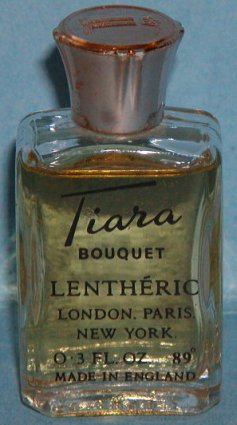 Tiara
BOUQUET
LENTHÉRIC
LONDON. PARIS.
NEW YORK.
0·3 FL. OZ. 89°
MADE IN ENGLAND